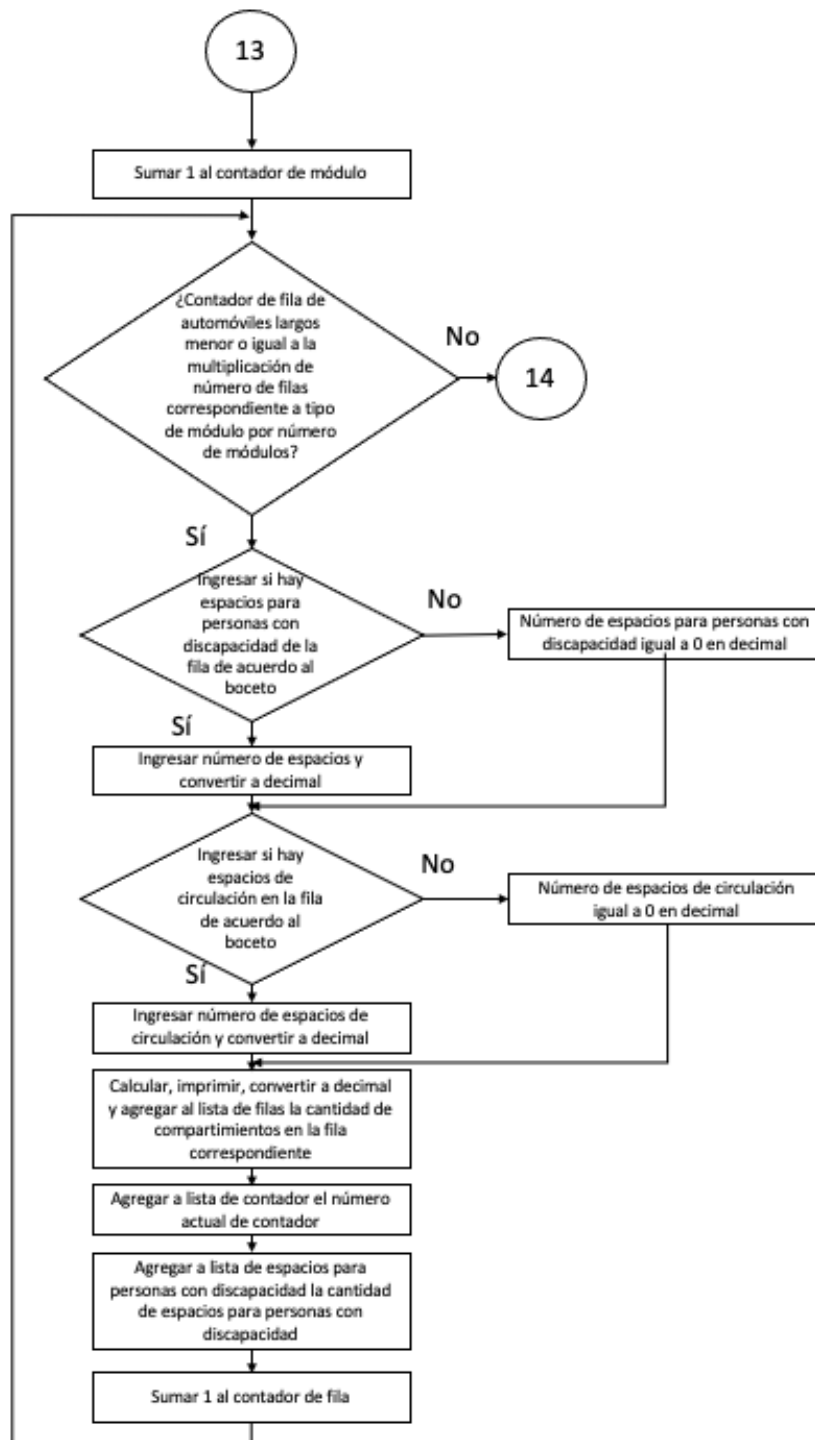 13
Sumar 1 al contador de módulo
¿Contador de fila de
automóviles largos
menor o igual a la
multiplicación de
número de filas
correspondiente a tipo
de módulo por número
de módulos?
No
14
Sí
Ingresar si hay
espacios para
personas con
discapacidad de la
fila de acuerdo al
boceto
No
Número de espacios para personas con
discapacidad igual a 0 en decimal
Sí
Ingresar número de espacios y
convertir a decimal
Ingresar si hay
espacios de
circulación en la fila
de acuerdo al
boceto
No
Número de espacios de circulación
igual a 0 en decimal
Sí
Ingresar número de espacios de
circulación y convertir a decimal
Calcular, imprimir, convertir a decimal
y agregar al lista de filas la cantidad de
compartimientos en la fila
correspondiente
Agregar a lista de contador el número
actual de contador
Agregar a lista de espacios para
personas con discapacidad la cantidad
de espacios para personas con
discapacidad
Sumar 1 al contador de fila